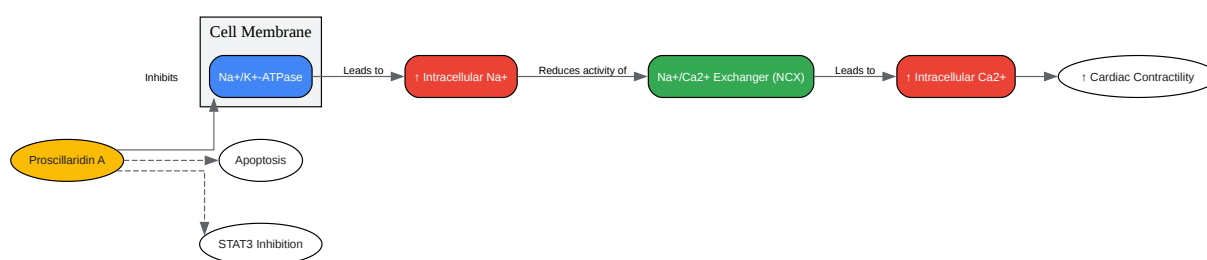 Cell Membrane
Inhibits
Na+/K+-ATPase
Leads to
↑ Intracellular Na+
Reduces activity of
Na+/Ca2+ Exchanger (NCX)
Leads to
↑ Intracellular Ca2+
↑ Cardiac Contractility
Proscillaridin A
Apoptosis
STAT3 Inhibition